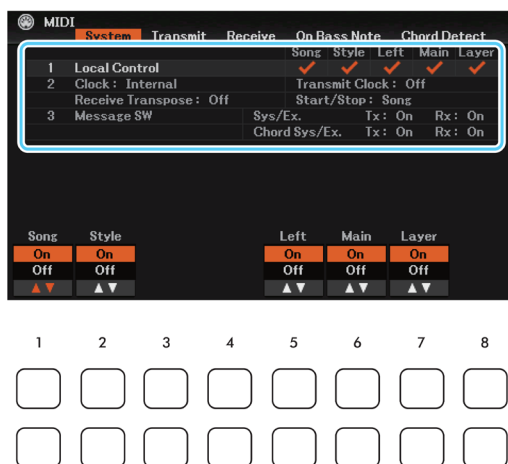 MIDI
System Transmit Receive On Bass Note Chord Detect
Song Style Left Main Layer
1 Local Control
2 Clock : Internal Transmit Clock : Off
Receive Transpose : Off Start/Stop : Song
3 Message SW Sys/Ex. Tx : On Rx : On
Chord Sys/Ex. Tx : On Rx : On
Song Style Left Main Layer
On On On On On
Off Off Off Off Off
1 2 3 4 5 6 7 8